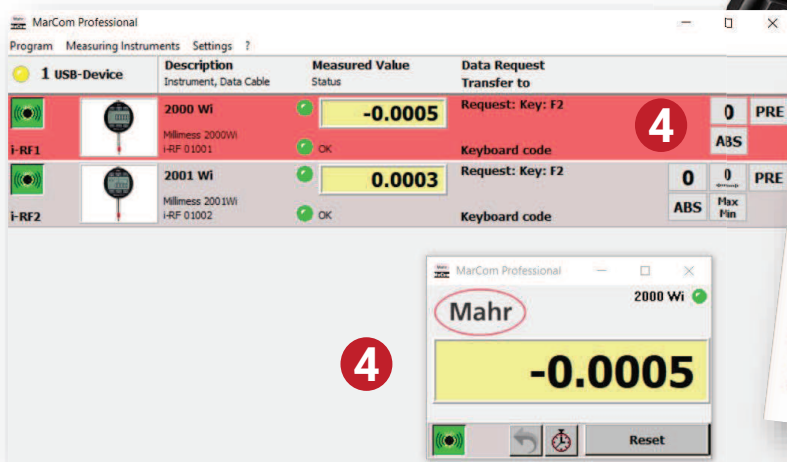 MarCom Professional
Program Measuring Instruments Settings ?
1 USB-Device
Description
Instrument, Data Cable
Measured Value
Status
Data Request
Transfer to
i-RF1
2000 Wi
Millimess 2000Wi
i-RF 01001
-0.0005
OK
Request: Key: F2
Keyboard code
4
0 PRE
ABS
i-RF2
2001 Wi
Millimess 2001Wi
i-RF 01002
0.0003
OK
Request: Key: F2
Keyboard code
0 0 PRE
ABS Max Min
4
MarCom Professional
Mahr
2000 Wi
-0.0005
Reset